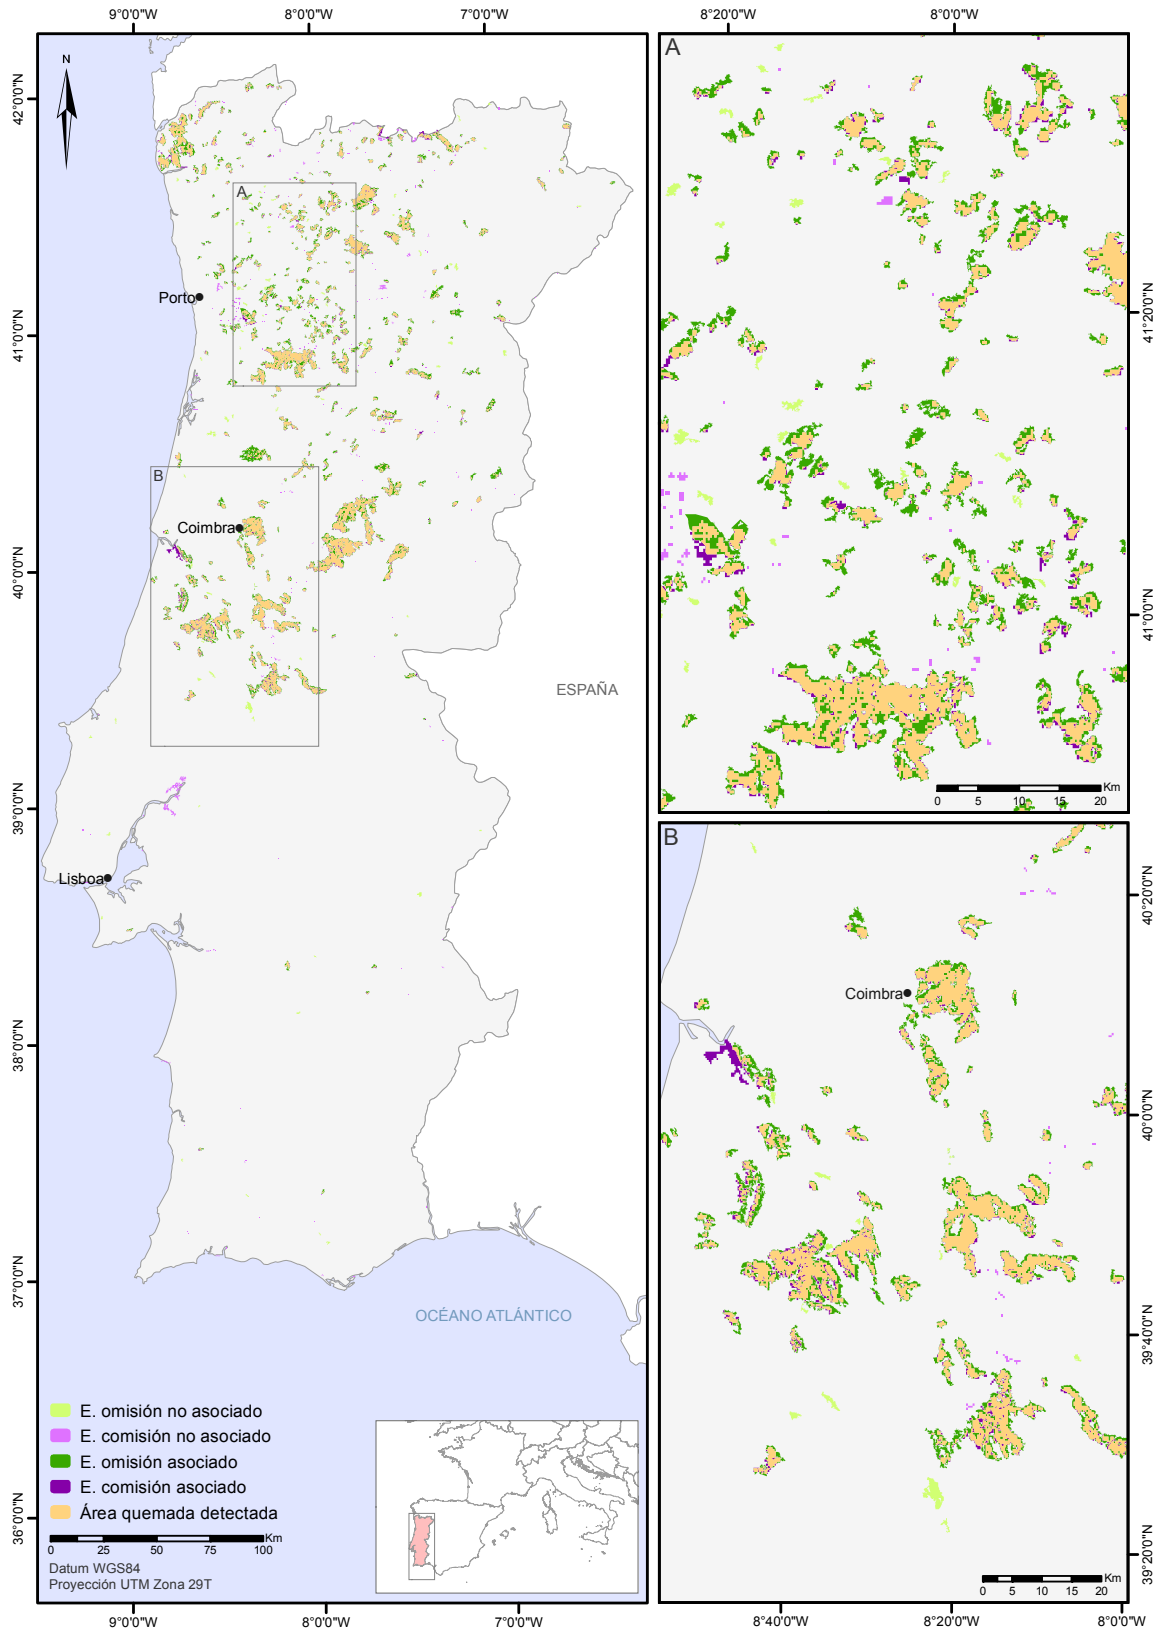 9°0'0"W
8°0'0"W
7°0'0"W
8°20'0"W
8°0'0"W
N
42°0'0"N
41°0'0"N
40°0'0"N
39°0'0"N
38°0'0"N
37°0'0"N
36°0'0"N
A
B
Porto
Coimbra
Lisboa
ESPAÑA
OCÉANO ATLÁNTICO
E. omisión no asociado
E. comisión no asociado
E. omisión asociado
E. comisión asociado
Área quemada detectada
Km
0 25 50 75 100
Datum WGS84
Proyección UTM Zona 29T
9°0'0"W
8°0'0"W
7°0'0"W
A
41°20'0"N
41°0'0"N
Km
0 5 10 15 20
B
Coimbra
40°20'0"N
40°0'0"N
39°40'0"N
39°20'0"N
Km
0 5 10 15 20
8°40'0"W
8°20'0"W
8°0'0"W